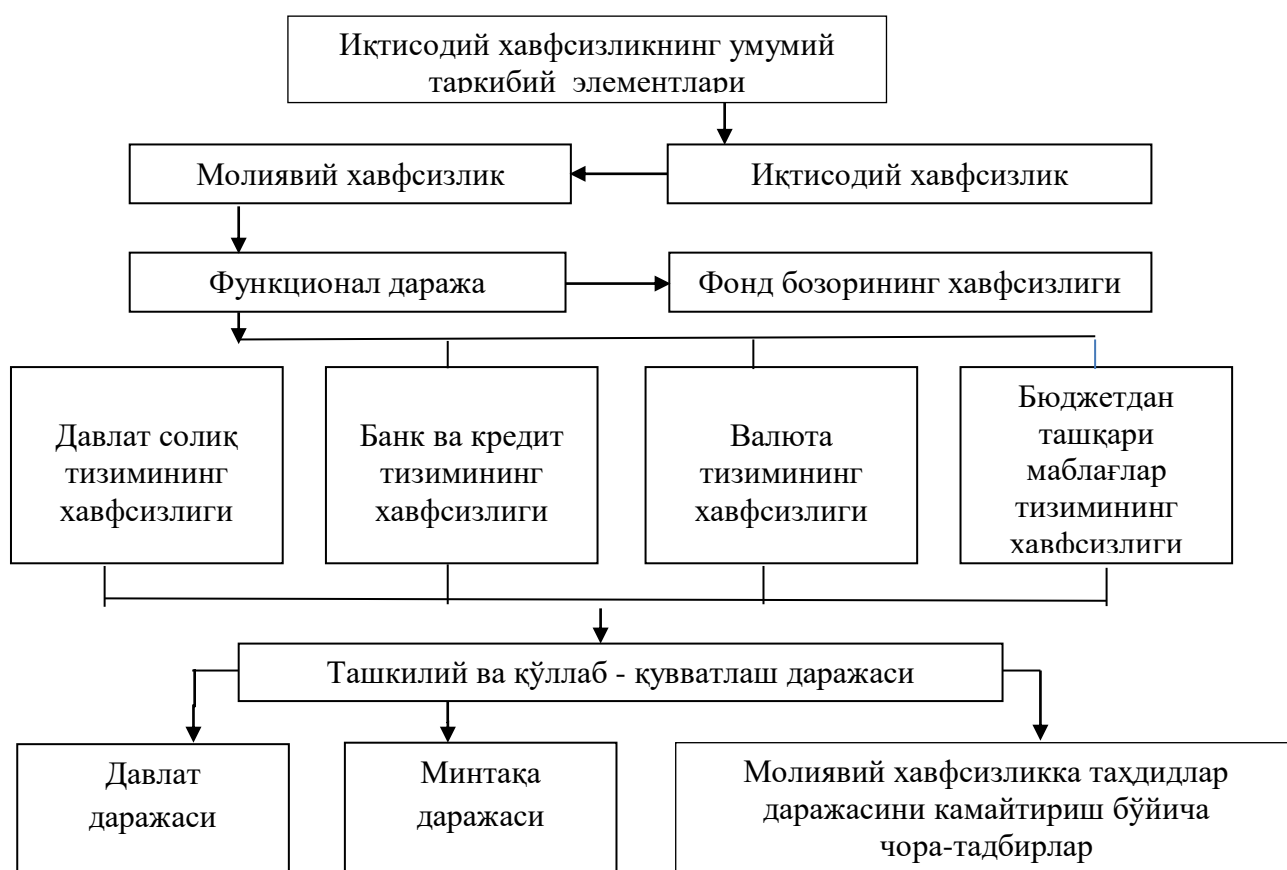 Иқтисодий хавфсизликнинг умумий
таркибий элементлари
Молиявий хавфсизлик
Иқтисодий хавфсизлик
Функционал даража
Фонд бозорининг хавфсизлиги
Давлат солиқ
тизимининг
хавфсизлиги
Банк ва кредит
тизимининг
хавфсизлиги
Валюта
тизимининг
хавфсизлиги
Бюджетдан
ташқари
маблағлар
тизимининг
хавфсизлиги
Ташкилий ва қўллаб - қувватлаш даражаси
Давлат
даражаси
Минтақа
даражаси
Молиявий хавфсизликка таҳдидлар
даражасини камайтириш бўйича
чора-тадбирлар